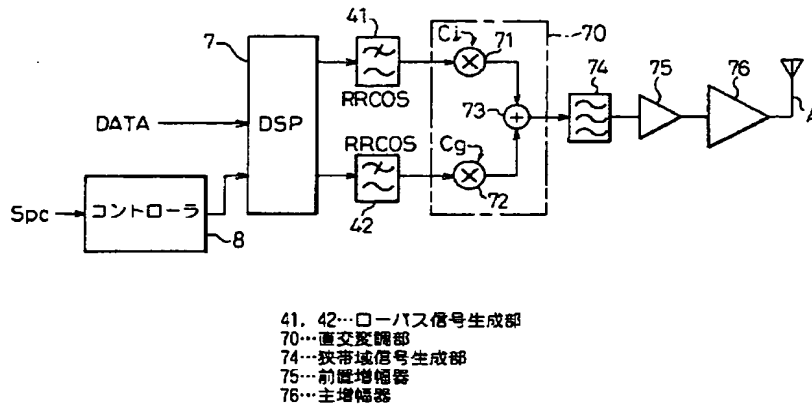 41
7
Ci
71
70
74
75
76
RRCOS
DATA
DSP
73
A
RRCOS
Cg
Spc
コントローラ
8
42
72
41, 42…ローパス信号生成部
70…直交変調部
74…狭帯域信号生成部
75…前置増幅器
76…主増幅器